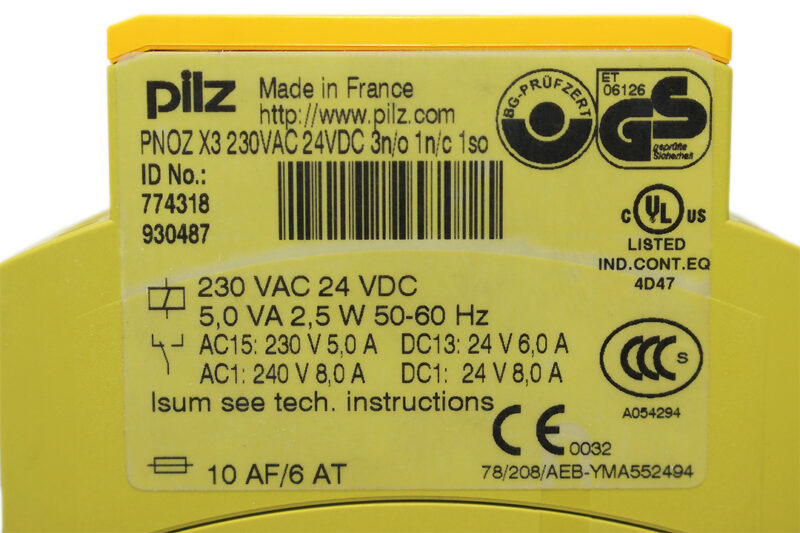 pilz
Made in France
http://www.pilz.com
PNOZ X3 230VAC 24VDC 3n/o 1n/c 1so
ID No.:
774318
930487
BG-PRÜFZERT
ET
06126
GS
geprüfte
Sicherheit
C UL US
LISTED
IND.CONT.EQ
4D47
230 VAC 24 VDC
5,0 VA 2,5 W 50-60 Hz
AC15: 230 V 5,0 A DC13: 24 V 6,0 A
AC1: 240 V 8,0 A DC1: 24 V 8,0 A
Isum see tech. instructions
CCC S
A054294
CE 0032
10 AF/6 AT
78/208/AEB-YMA552494